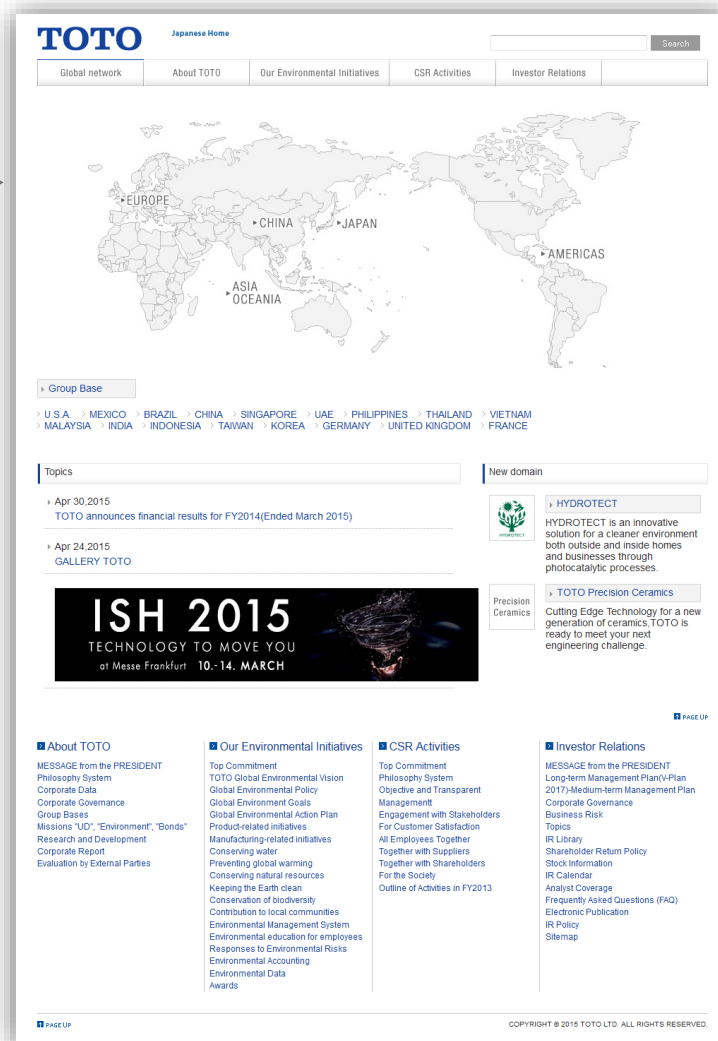 TOTO
Japanese Home
Search
Global network
About TOTO
Our Environmental Initiatives
CSR Activities
Investor Relations
EUROPE
CHINA
JAPAN
AMERICAS
ASIA
OCEANIA
Group Base
U.S.A. MEXICO BRAZIL CHINA SINGAPORE UAE PHILIPPINES THAILAND VIETNAM
MALAYSIA INDIA INDONESIA TAIWAN KOREA GERMANY UNITED KINGDOM FRANCE
Topics
Apr 30,2015
TOTO announces financial results for FY2014(Ended March 2015)
Apr 24,2015
GALLERY TOTO
ISH 2015
TECHNOLOGY TO MOVE YOU
at Messe Frankfurt 10.- 14. MARCH
New domain
HYDROTECT
HYDROTECT
HYDROTECT is an innovative
solution for a cleaner environment
both outside and inside homes
and businesses through
photocatalytic processes.
Precision
Ceramics
TOTO Precision Ceramics
Cutting Edge Technology for a new
generation of ceramics,TOTO is
ready to meet your next
engineering challenge.
PAGE UP
About TOTO
MESSAGE from the PRESIDENT
Philosophy System
Corporate Data
Corporate Governance
Group Bases
Missions "UD", "Environment", "Bonds"
Research and Development
Corporate Report
Evaluation by External Parties
Our Environmental Initiatives
Top Commitment
TOTO Global Environmental Vision
Global Environmental Policy
Global Environment Goals
Global Environmental Action Plan
Product-related initiatives
Manufacturing-related initiatives
Conserving water
Preventing global warming
Conserving natural resources
Keeping the Earth clean
Conservation of biodiversity
Contribution to local communities
Environmental Management System
Environmental education for employees
Responses to Environmental Risks
Environmental Accounting
Environmental Data
Awards
CSR Activities
Top Commitment
Philosophy System
Objective and Transparent
Managementt
Engagement with Stakeholders
For Customer Satisfaction
All Employees Together
Together with Suppliers
Together with Shareholders
For the Society
Outline of Activities in FY2013
Investor Relations
MESSAGE from the PRESIDENT
Long-term Management Plan(V-Plan
2017)-Medium-term Management Plan
Corporate Governance
Business Risk
Topics
IR Library
Shareholder Return Policy
Stock Information
IR Calendar
Analyst Coverage
Frequently Asked Questions (FAQ)
Electronic Publication
IR Policy
Sitemap
PAGE UP
COPYRIGHT © 2015 TOTO LTD. ALL RIGHTS RESERVED.